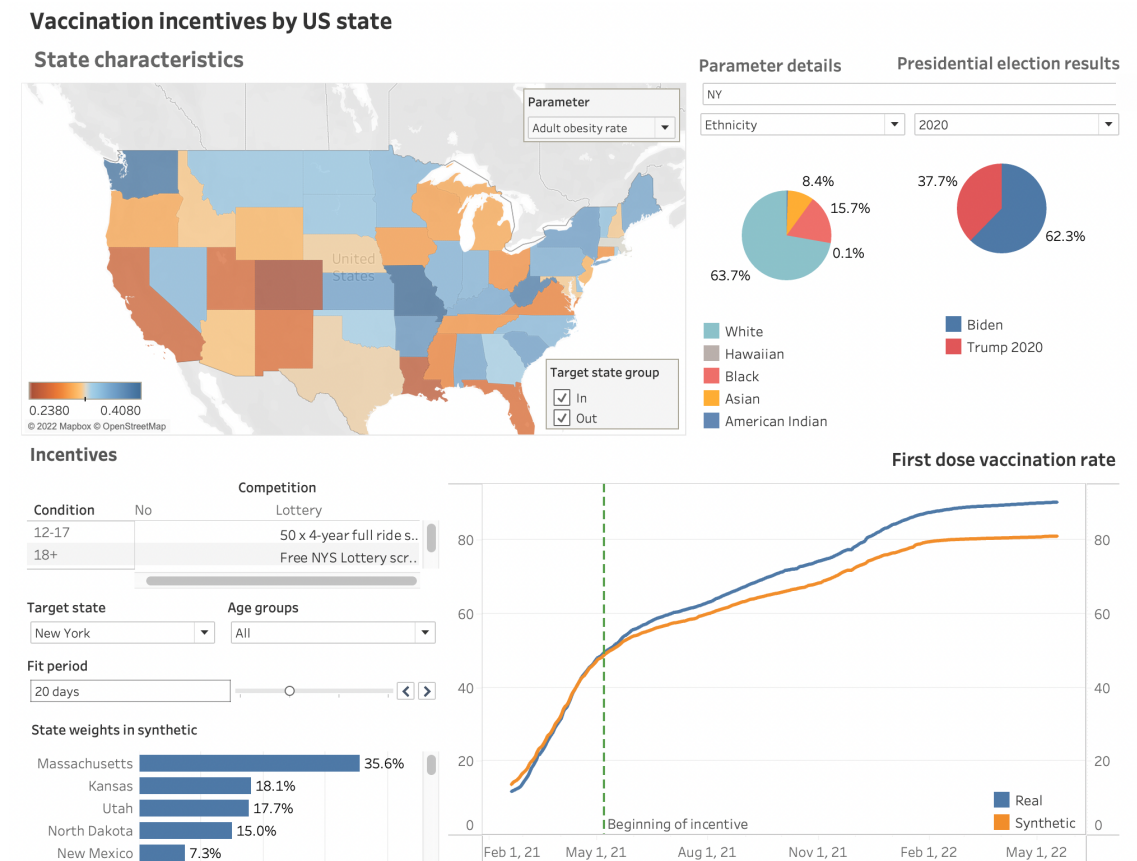 Vaccination incentives by US state
State characteristics
Parameter
Adult obesity rate
United
States
Target state group
In
Out
0.2380 0.4080
© 2022 Mapbox © OpenStreetMap
Parameter details
Presidential election results
NY
Ethnicity
2020
8.4%
15.7%
0.1%
63.7%
37.7%
62.3%
White
Hawaiian
Black
Asian
American Indian
Biden
Trump 2020
Incentives
Competition
Condition No Lottery
12-17 50 x 4-year full ride s..
18+ Free NYS Lottery scr..
Target state
New York
Age groups
All
Fit period
20 days
State weights in synthetic
Massachusetts 35.6%
Kansas 18.1%
Utah 17.7%
North Dakota 15.0%
New Mexico 7.3%
First dose vaccination rate
80 80
60 60
40 40
20 20
0 0
Beginning of incentive
Real
Synthetic
Feb 1, 21 May 1, 21 Aug 1, 21 Nov 1, 21 Feb 1, 22 May 1, 22